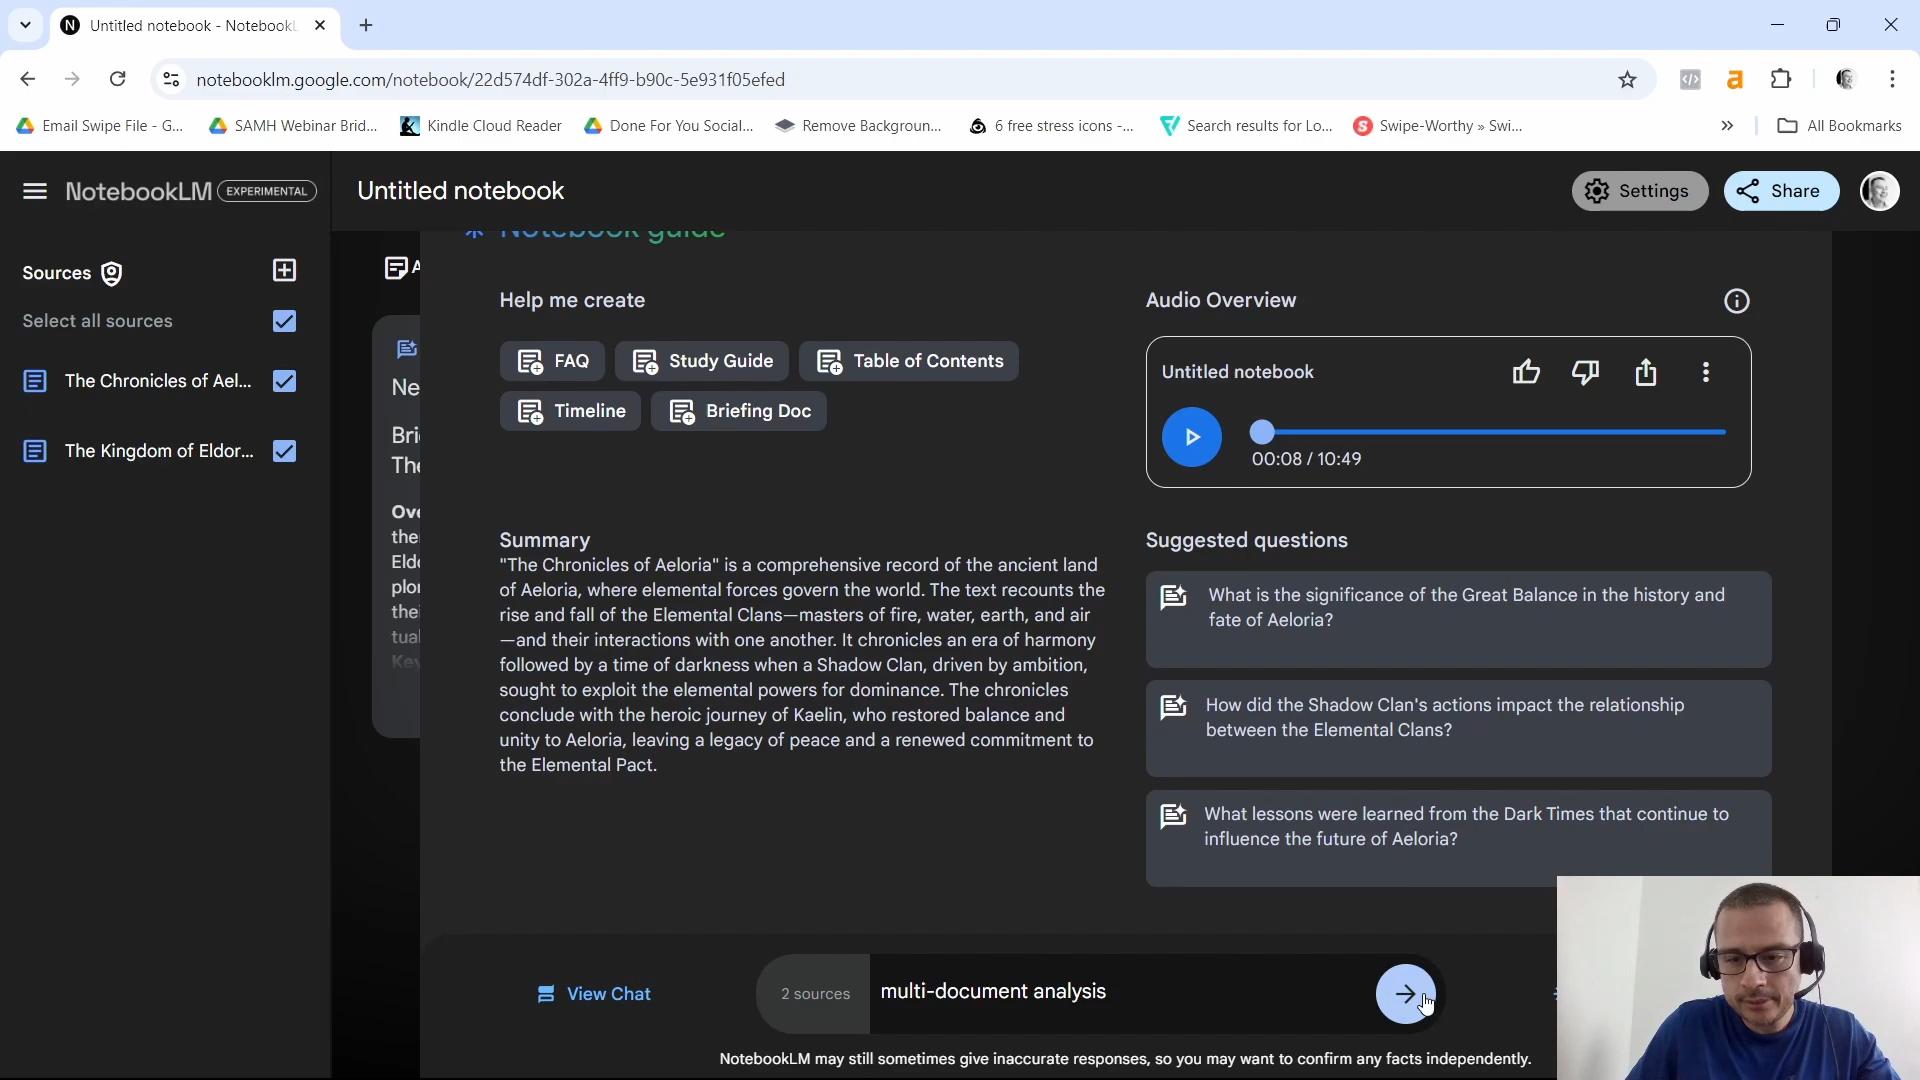 Untitled notebook - NotebookL
notebooklm.google.com/notebook/22d574df-302a-4ff9-b90c-5e931f05efed
Email Swipe File - G...
SAMH Webinar Brid...
Kindle Cloud Reader
Done For You Social...
Remove Backgroun...
6 free stress icons -...
Search results for Lo...
Swipe-Worthy » Swi...
All Bookmarks
NotebookLM EXPERIMENTAL
Untitled notebook
Settings
Share
Sources
Select all sources
The Chronicles of Ael...
The Kingdom of Eldor...
A
Ne
Bri
The
Ove
the
Eldo
plor
thei
tual
Key
Notebook guide
Help me create
FAQ
Study Guide
Table of Contents
Timeline
Briefing Doc
Audio Overview
Untitled notebook
00:08 / 10:49
Summary
"The Chronicles of Aeloria" is a comprehensive record of the ancient land
of Aeloria, where elemental forces govern the world. The text recounts the
rise and fall of the Elemental Clans—masters of fire, water, earth, and air
—and their interactions with one another. It chronicles an era of harmony
followed by a time of darkness when a Shadow Clan, driven by ambition,
sought to exploit the elemental powers for dominance. The chronicles
conclude with the heroic journey of Kaelin, who restored balance and
unity to Aeloria, leaving a legacy of peace and a renewed commitment to
the Elemental Pact.
Suggested questions
What is the significance of the Great Balance in the history and
fate of Aeloria?
How did the Shadow Clan's actions impact the relationship
between the Elemental Clans?
What lessons were learned from the Dark Times that continue to
influence the future of Aeloria?
View Chat
2 sources
multi-document analysis
NotebookLM may still sometimes give inaccurate responses, so you may want to confirm any facts independently.